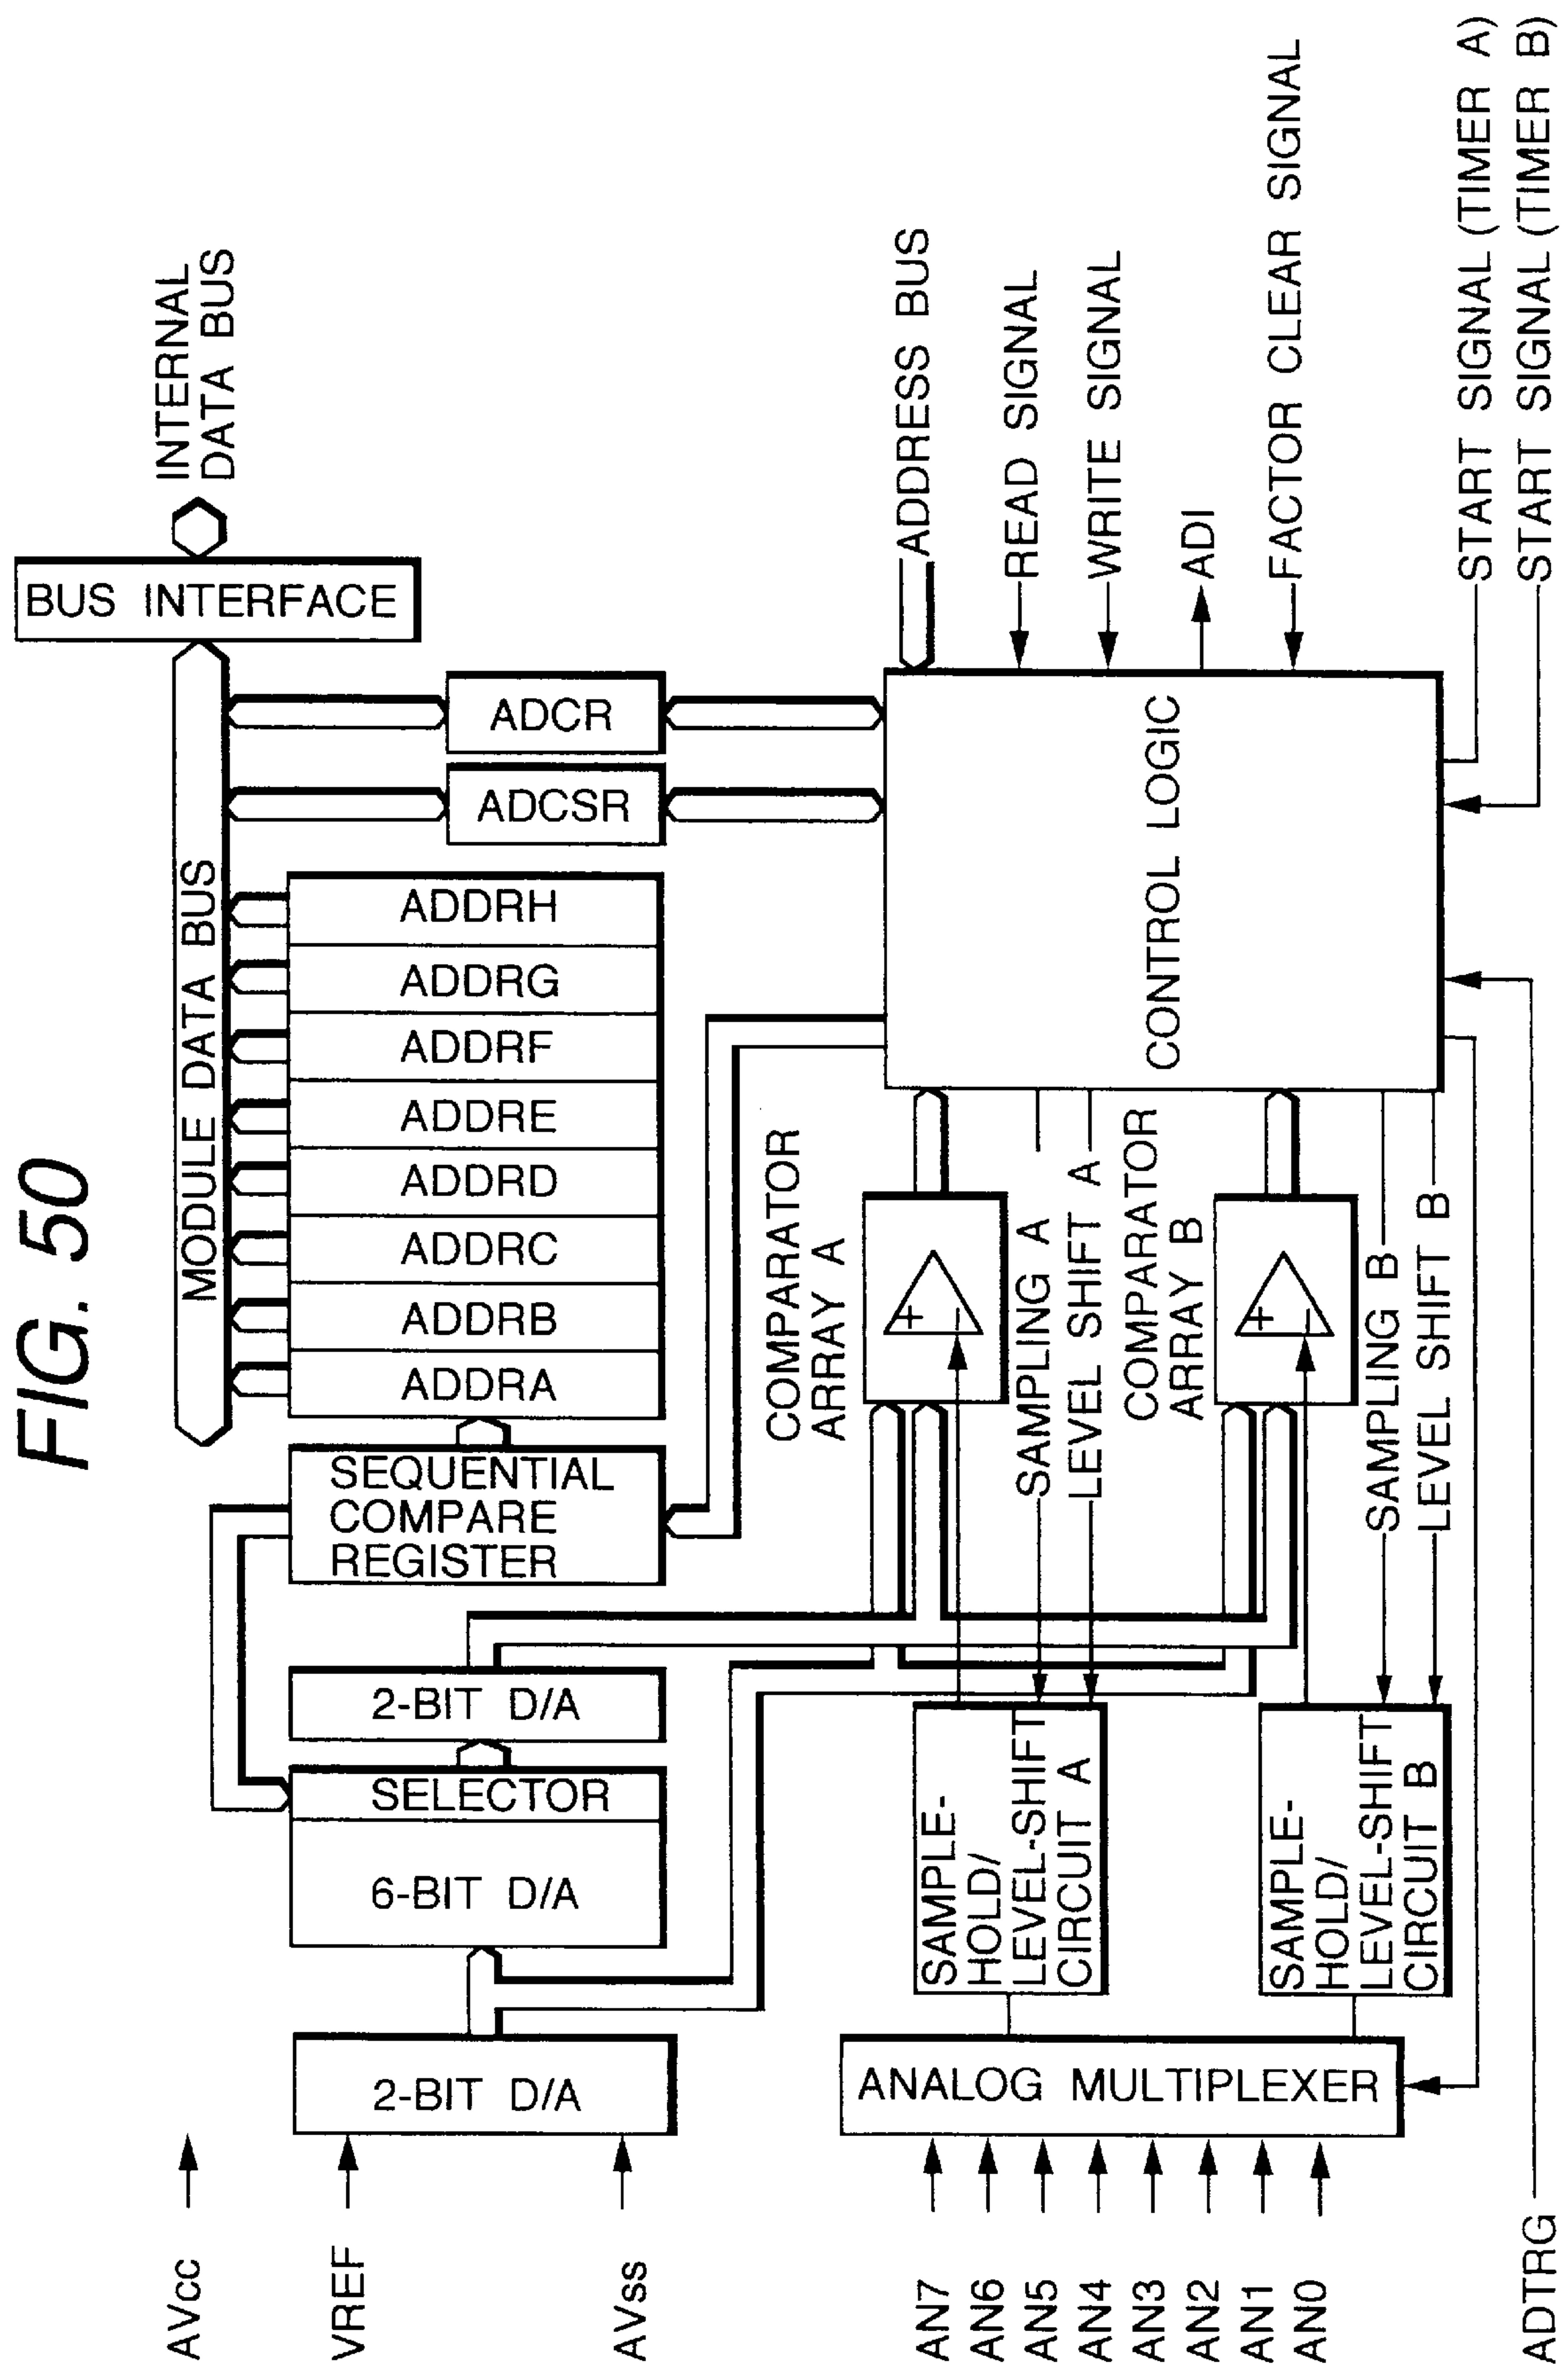 FIG. 50
AVcc
VREF
AVss
2-BIT D/A
6-BIT D/A
SELECTOR
2-BIT D/A
SEQUENTIAL
COMPARE
REGISTER
MODULE DATA BUS
ADDRA
ADDRB
ADDRC
ADDRD
ADDRE
ADDRF
ADDRG
ADDRH
ADCSR
ADCR
BUS INTERFACE
INTERNAL
DATA BUS
AN7
AN6
AN5
AN4
AN3
AN2
AN1
AN0
ADTRG
ANALOG MULTIPLEXER
SAMPLE-
HOLD/
LEVEL-SHIFT
CIRCUIT A
SAMPLE-
HOLD/
LEVEL-SHIFT
CIRCUIT B
COMPARATOR
ARRAY A
+
−
SAMPLING A
LEVEL SHIFT A
COMPARATOR
ARRAY B
+
−
SAMPLING B
LEVEL SHIFT B
CONTROL LOGIC
ADDRESS BUS
READ SIGNAL
WRITE SIGNAL
ADI
FACTOR CLEAR SIGNAL
START SIGNAL (TIMER A)
START SIGNAL (TIMER B)